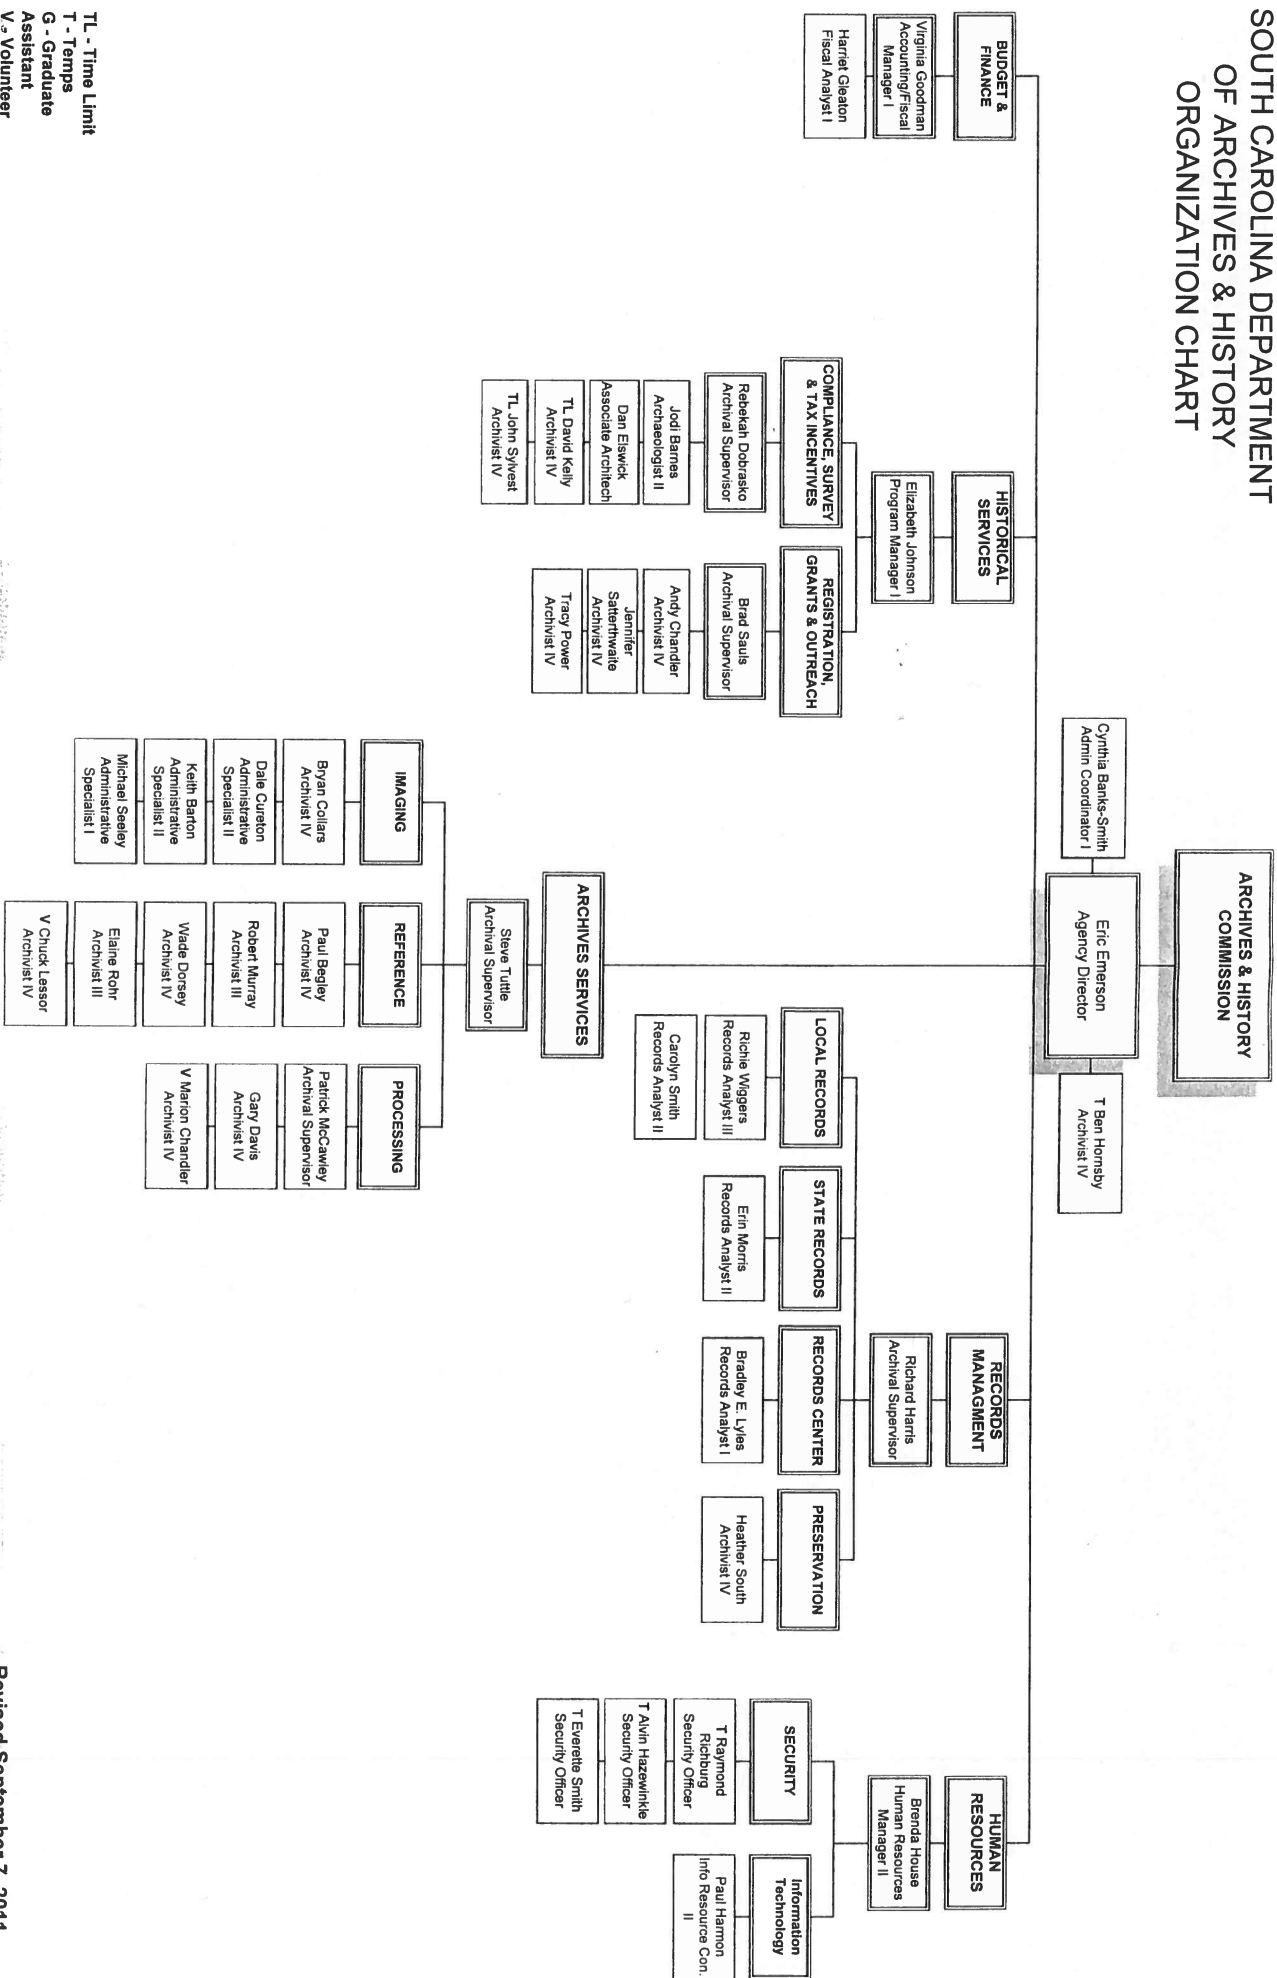 SOUTH CAROLINA DEPARTMENT
OF ARCHIVES & HISTORY
ORGANIZATION CHART
ARCHIVES & HISTORY
COMMISSION
Cynthia Banks-Smith
Admin Coordinator I
Eric Emerson
Agency Director
T Ben Hornsby
Archivist IV
BUDGET &
FINANCE
Virginia Goodman
Accounting/Fiscal
Manager I
Harriet Gleaton
Fiscal Analyst I
HISTORICAL
SERVICES
Elizabeth Johnson
Program Manager I
COMPLIANCE, SURVEY
& TAX INCENTIVES
Rebekah Dobrasko
Archival Supervisor
Jodi Barnes
Archaeologist II
Dan Elswick
Associate Architech
TL David Kelly
Archivist IV
TL John Sylvest
Archivist IV
REGISTRATION,
GRANTS & OUTREACH
Brad Sauls
Archival Supervisor
Andy Chandler
Archivist IV
Jennifer
Satterthwaite
Archivist IV
Tracy Power
Archivist IV
ARCHIVES SERVICES
Steve Tuttle
Archival Supervisor
IMAGING
Bryan Collars
Archivist IV
Dale Cureton
Administrative
Specialist II
Keith Barton
Administrative
Specialist II
Michael Seeley
Administrative
Specialist I
REFERENCE
Paul Begley
Archivist IV
Robert Murray
Archivist III
Wade Dorsey
Archivist IV
Elaine Rohr
Archivist III
V Chuck Lessor
Archivist IV
PROCESSING
Patrick McCawley
Archival Supervisor
Gary Davis
Archivist IV
V Marion Chandler
Archivist IV
RECORDS
MANAGMENT
Richard Harris
Archival Supervisor
LOCAL RECORDS
Richie Wiggers
Records Analyst III
Carolyn Smith
Records Analyst II
STATE RECORDS
Erin Morris
Records Analyst II
RECORDS CENTER
Bradley E. Lyles
Records Analyst I
PRESERVATION
Heather South
Archivist IV
HUMAN
RESOURCES
Brenda House
Human Resources
Manager II
SECURITY
T Raymond
Richburg
Security Officer
T Alvin Hazewinkle
Security Officer
T Everette Smith
Security Officer
Information
Technology
Paul Harmon
Info Resource Con.
II
TL - Time Limit
T - Temps
G - Graduate
Assistant
V - Volunteer
Revised September 7, 2011